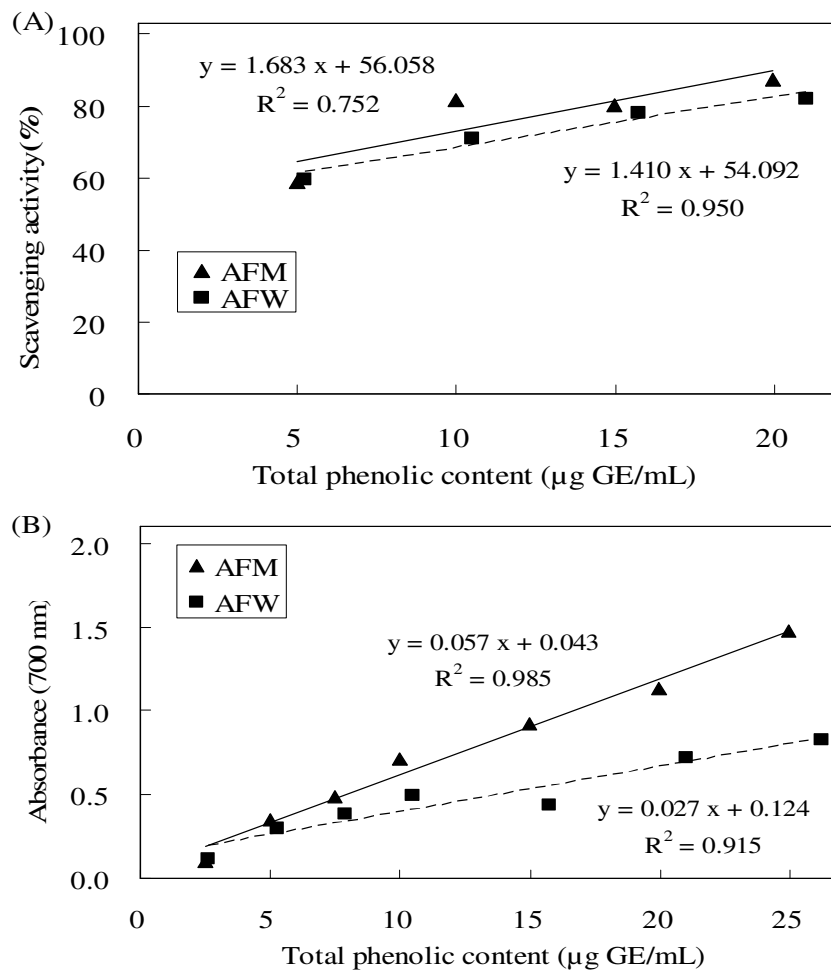 (A)
100
80
60
40
20
0
Scavenging activity(%)
y = 1.683 x + 56.058
R² = 0.752
y = 1.410 x + 54.092
R² = 0.950
AFM
AFW
0 5 10 15 20
Total phenolic content (µg GE/mL)
(B)
2.0
1.5
1.0
0.5
0.0
Absorbance (700 nm)
AFM
AFW
y = 0.057 x + 0.043
R² = 0.985
y = 0.027 x + 0.124
R² = 0.915
0 5 10 15 20 25
Total phenolic content (µg GE/mL)